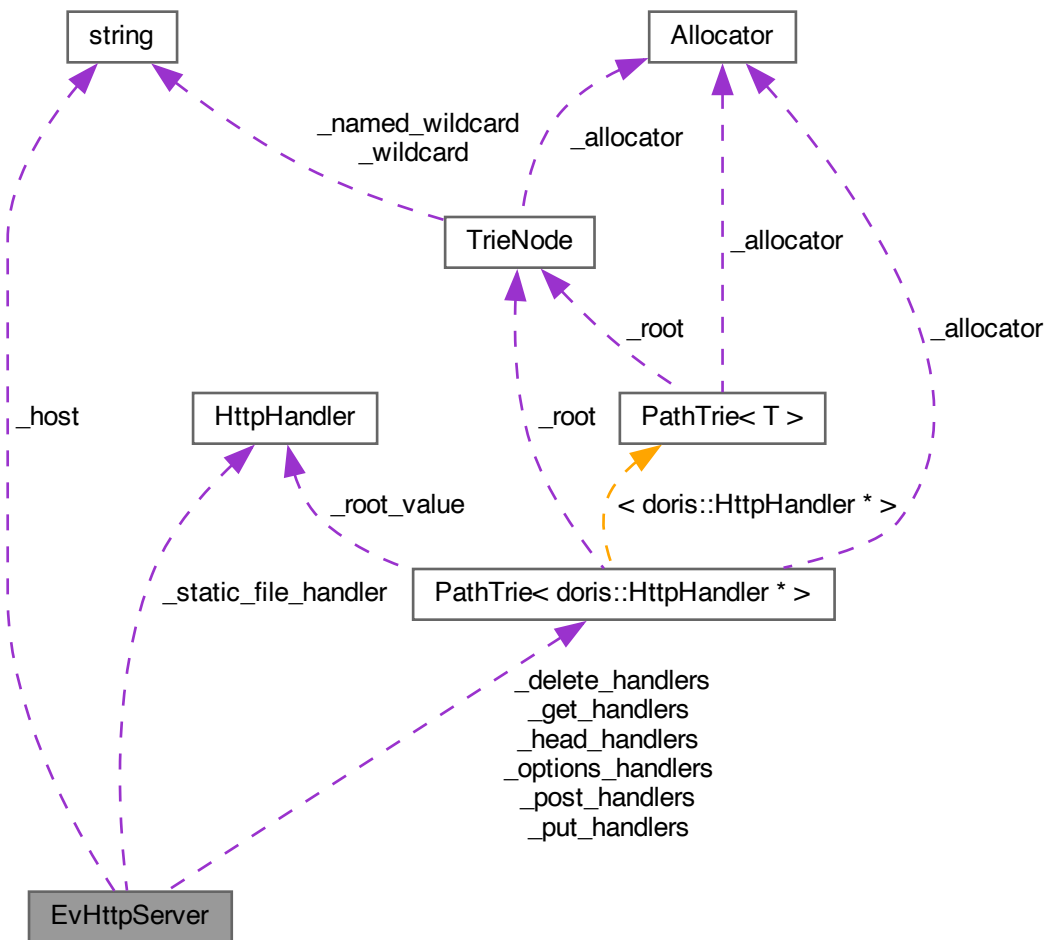 string
Allocator
_named_wildcard
_wildcard
_allocator
TrieNode
_allocator
_root
_allocator
_host
HttpHandler
_root
PathTrie< T >
_root_value
< doris::HttpHandler * >
_static_file_handler
PathTrie< doris::HttpHandler * >
_delete_handlers
_get_handlers
_head_handlers
_options_handlers
_post_handlers
_put_handlers
EvHttpServer